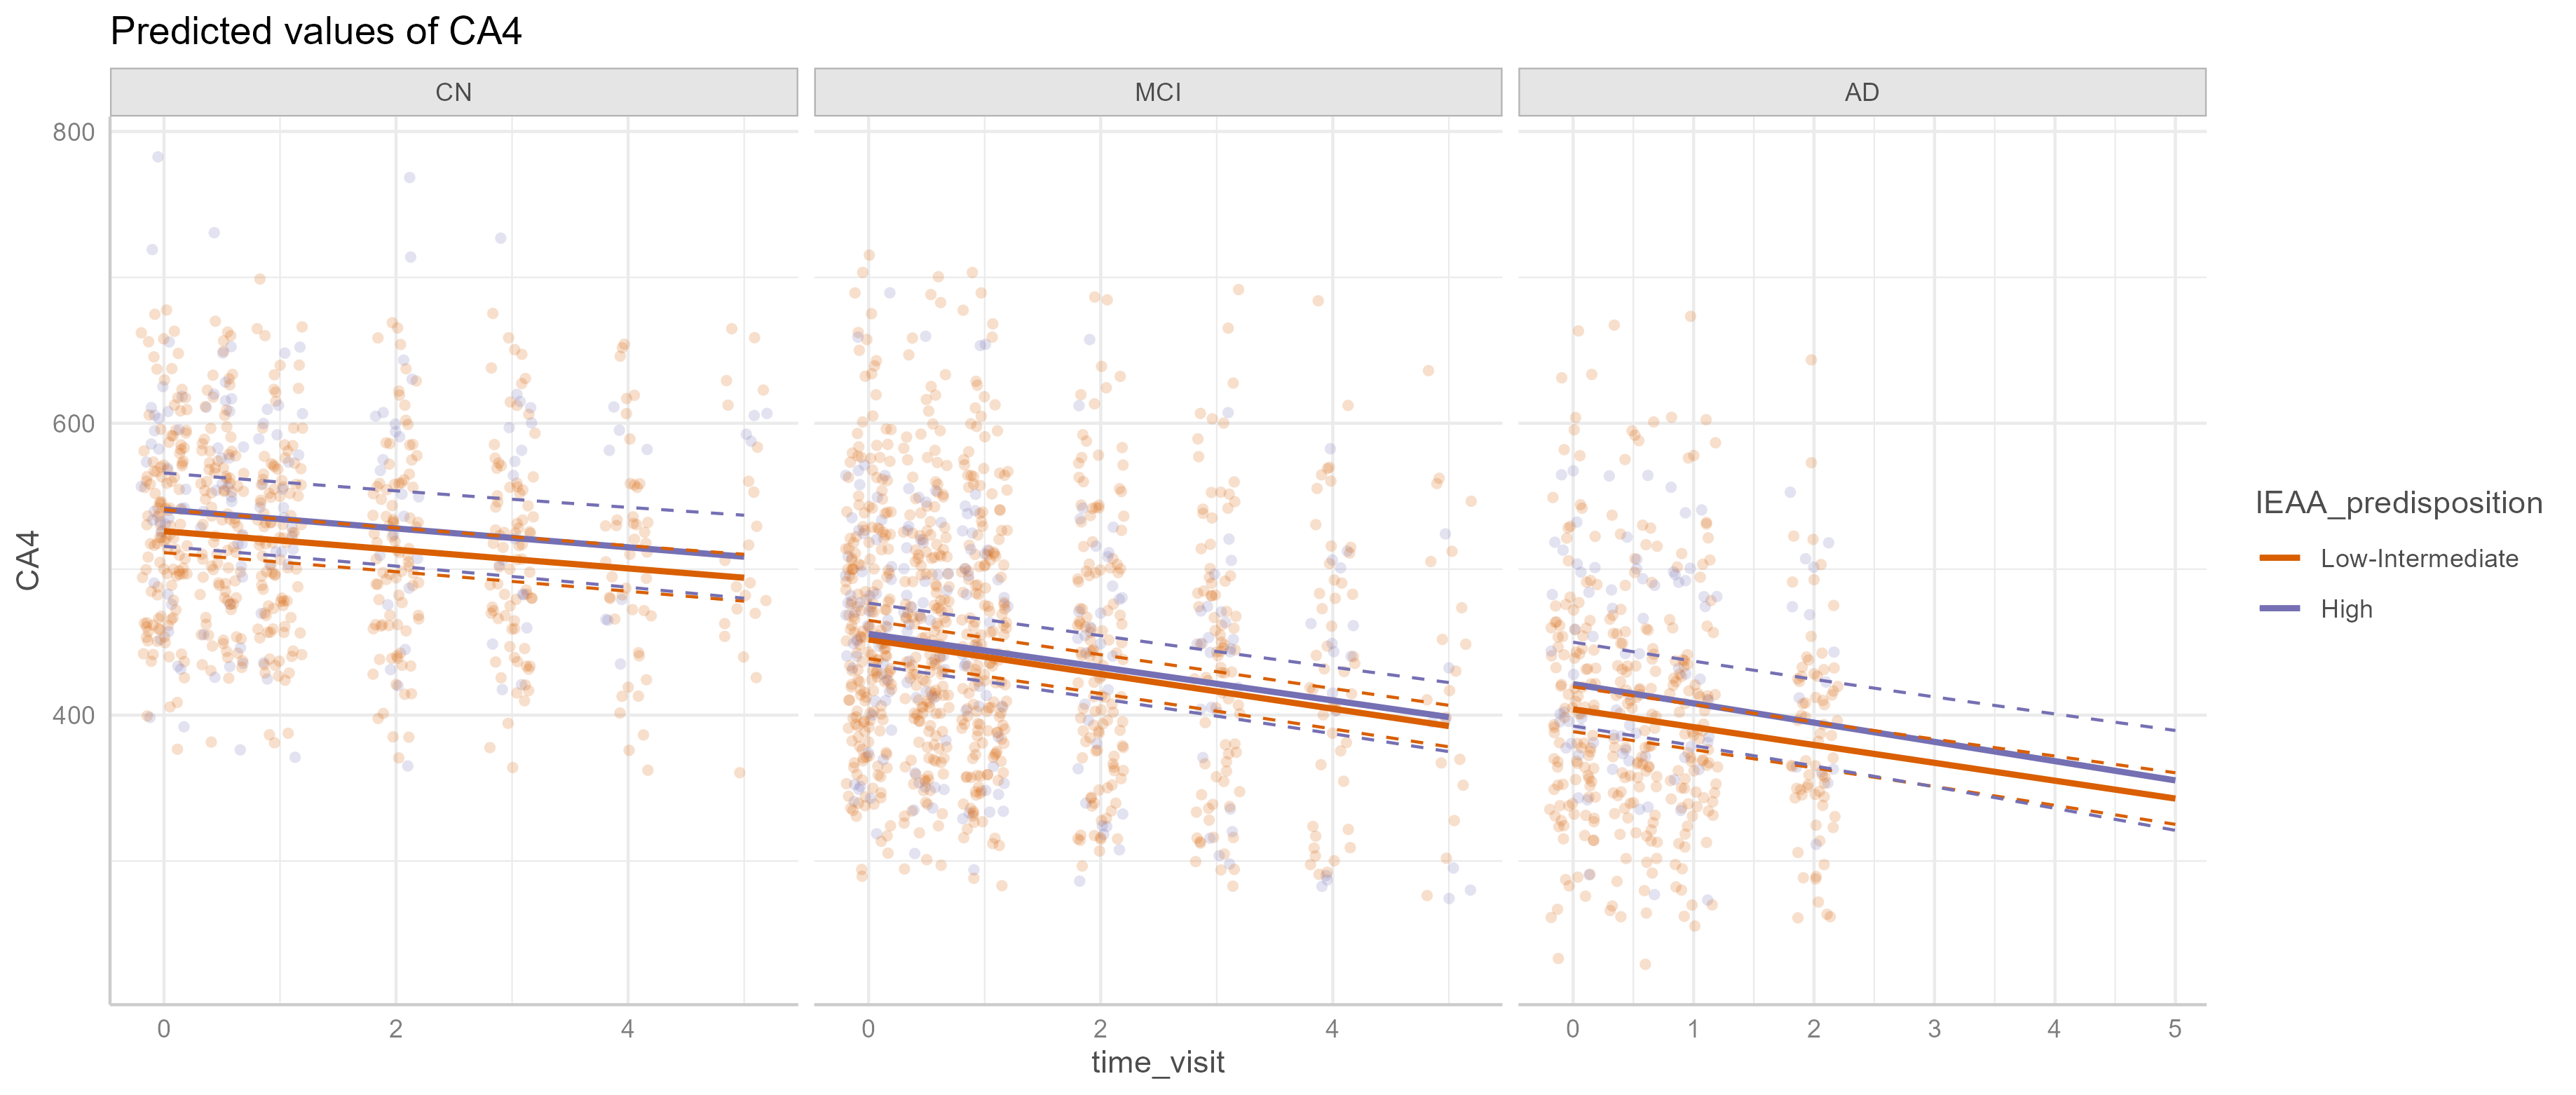 Predicted values of CA4
CN
MCI
AD
800
600
400
CA4
0
2
4
0
2
4
0
1
2
3
4
5
time_visit
IEAA_predisposition
Low-Intermediate
High